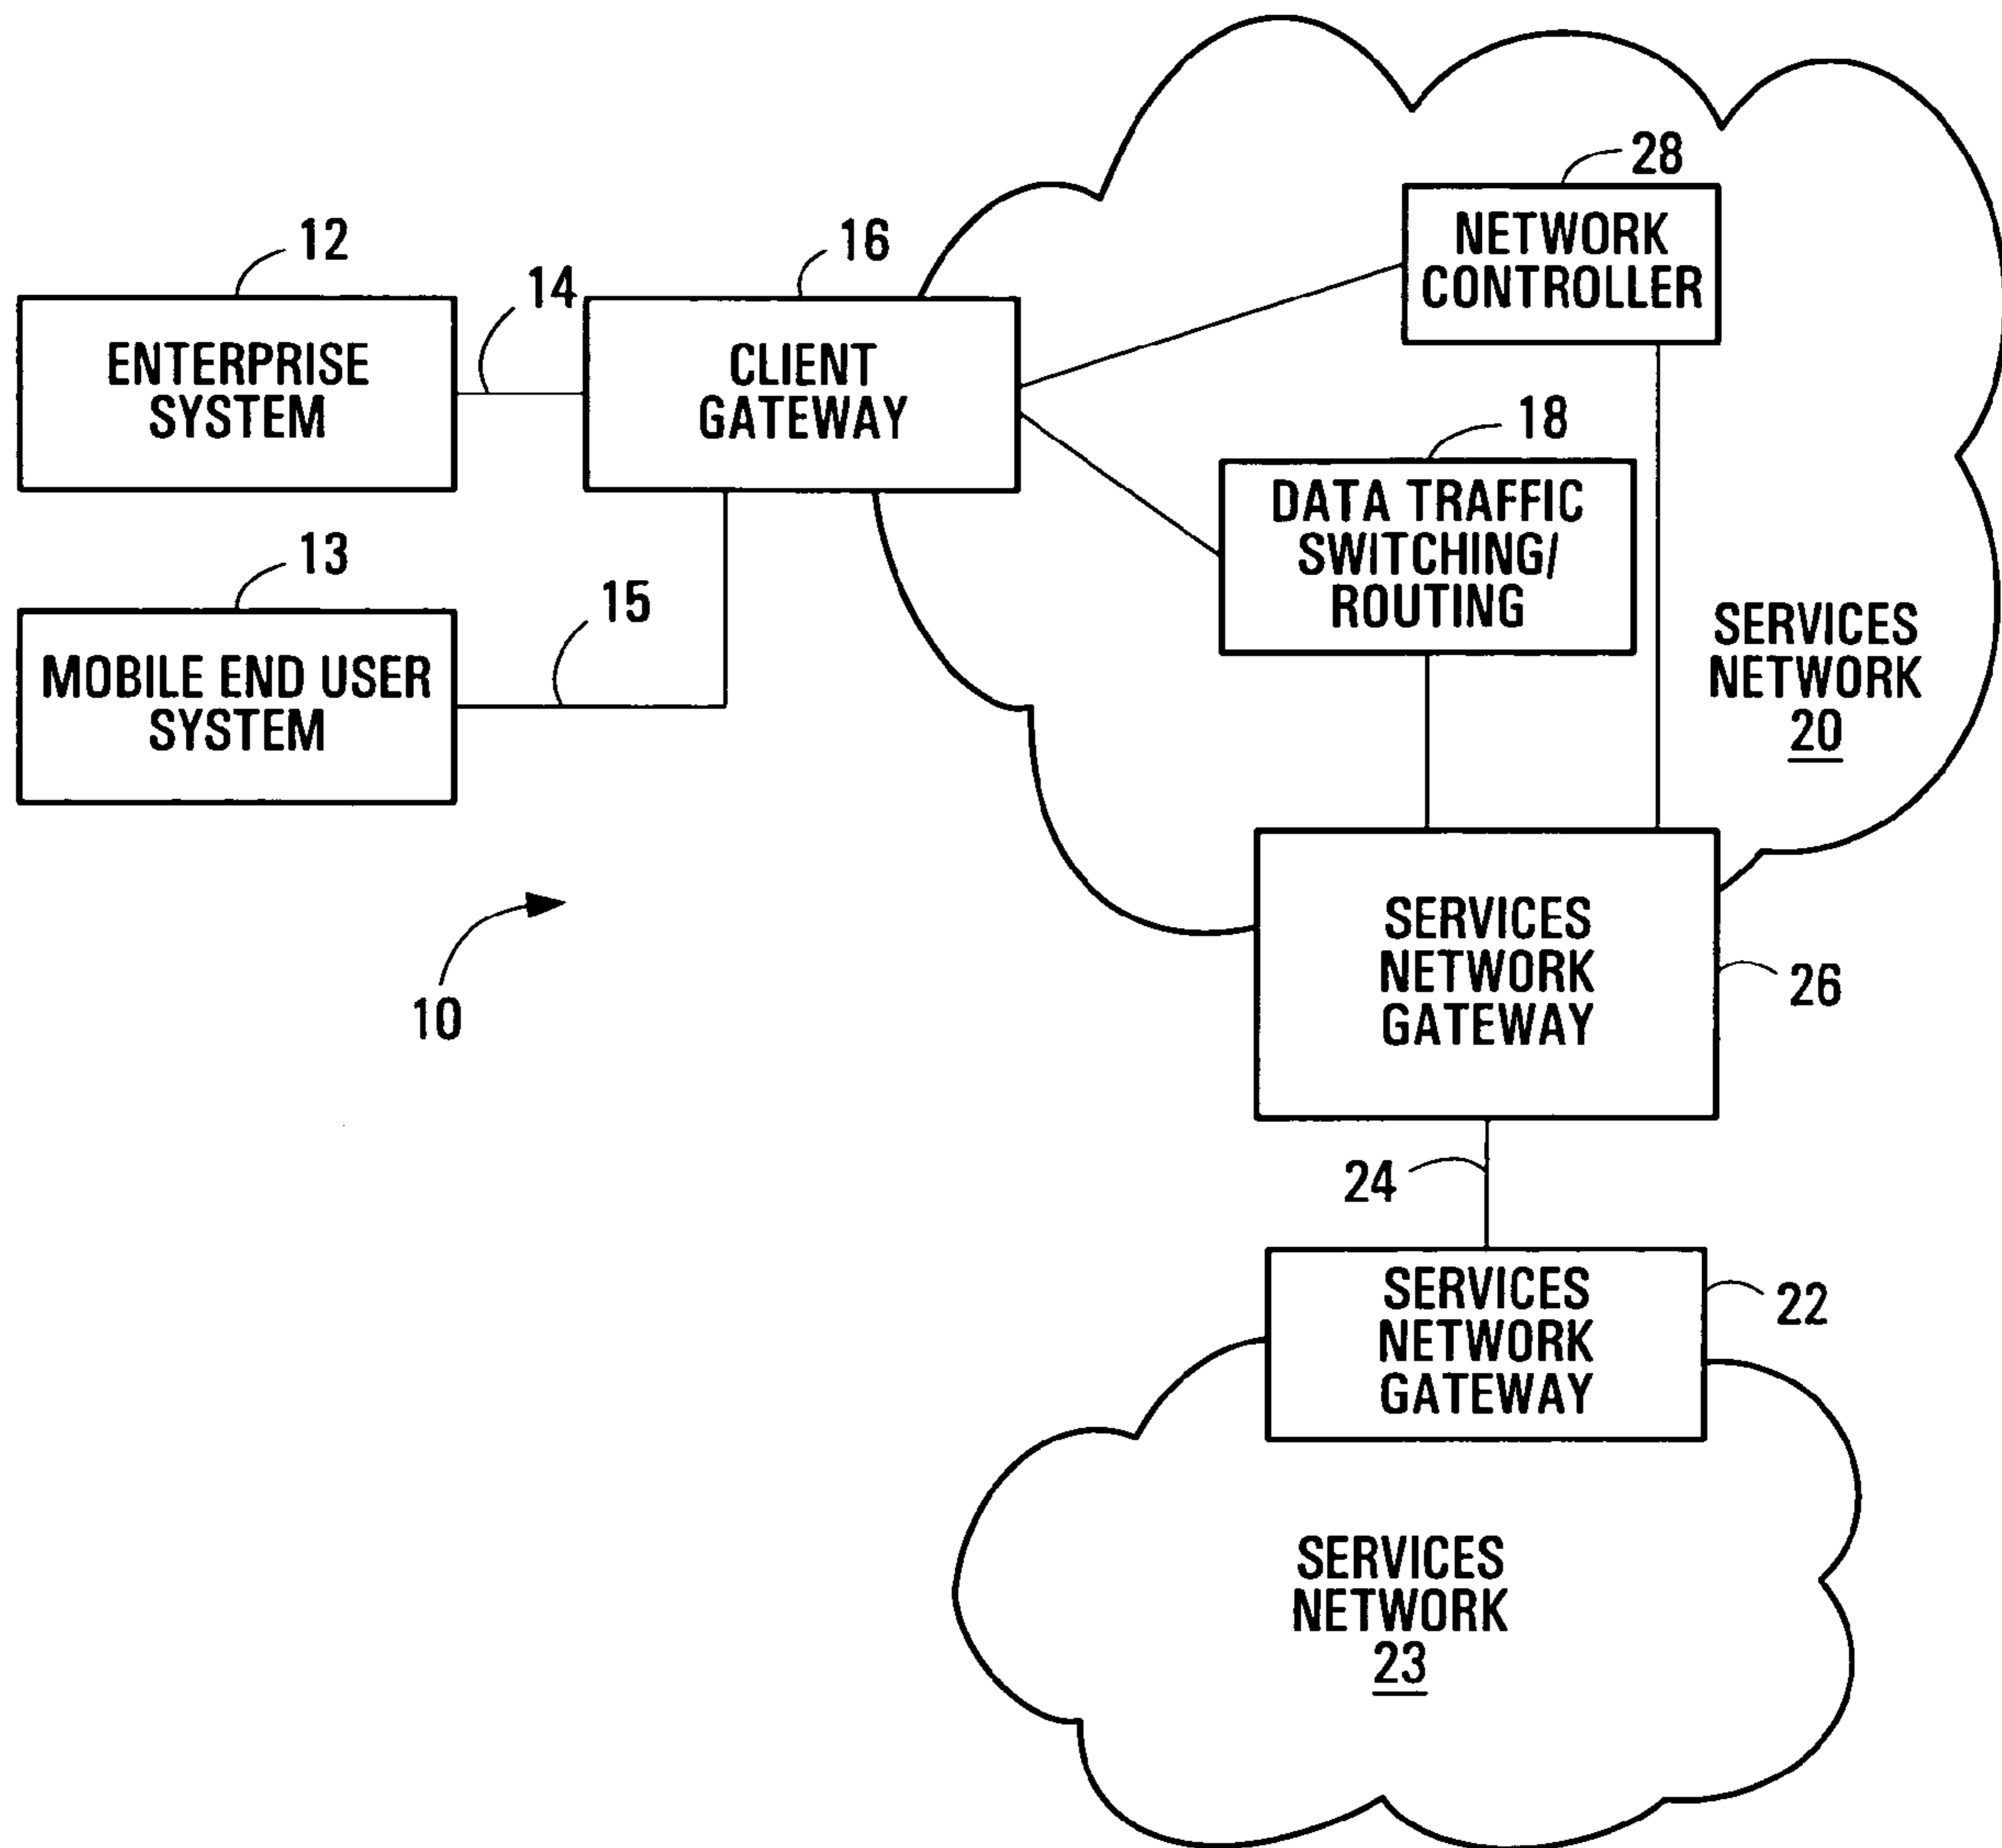 28
NETWORK
CONTROLLER
12
14
16
ENTERPRISE
SYSTEM
CLIENT
GATEWAY
18
DATA TRAFFIC
SWITCHING/
ROUTING
13
15
MOBILE END USER
SYSTEM
SERVICES
NETWORK
20
10
SERVICES
NETWORK
GATEWAY
26
24
SERVICES
NETWORK
GATEWAY
22
SERVICES
NETWORK
23